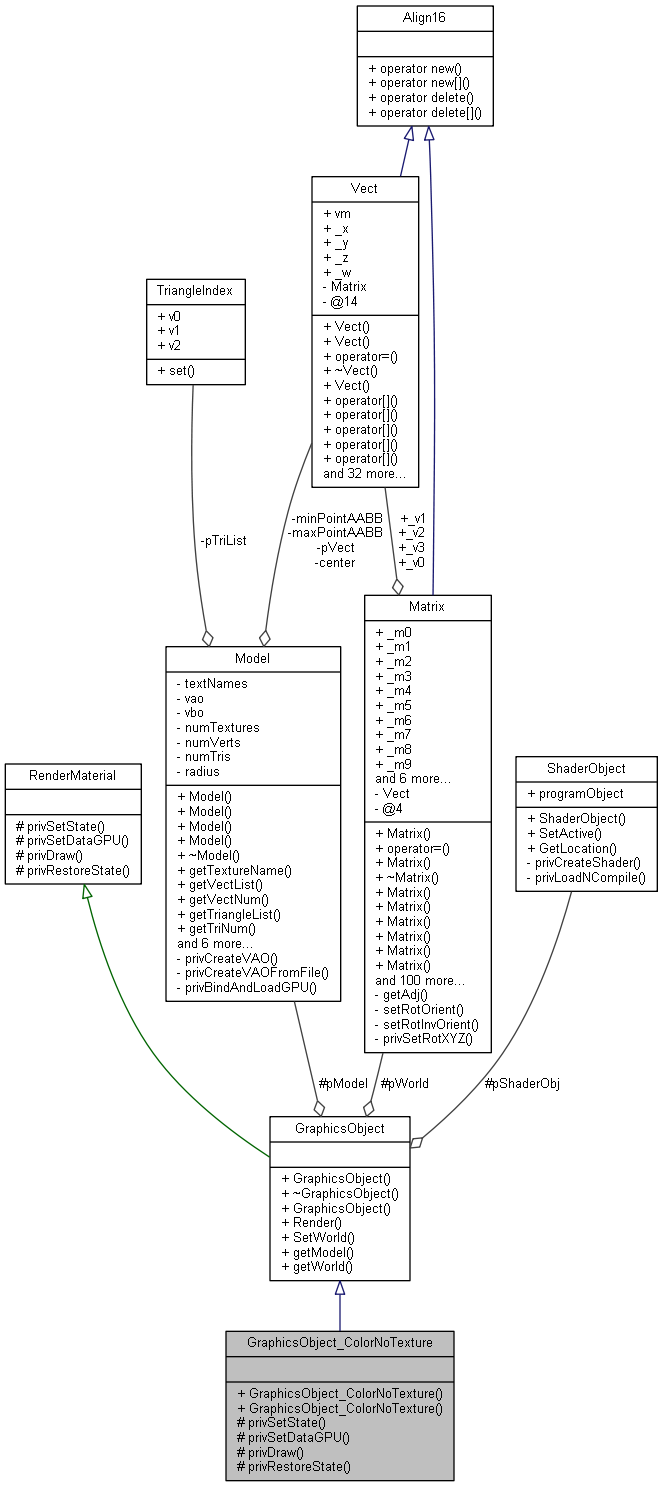 Align16
+ operator new()
+ operator new[]()
+ operator delete()
+ operator delete[]()
Vect
+ vm
+ _x
+ _y
+ _z
+ _w
- Matrix
- @14
+ Vect()
+ Vect()
+ operator=()
+ ~Vect()
+ Vect()
+ operator[]()
+ operator[]()
+ operator[]()
+ operator[]()
+ operator[]()
and 32 more...
TriangleIndex
+ v0
+ v1
+ v2
+ set()
-pTriList
-minPointAABB
-maxPointAABB
-pVect
-center
+_v1
+_v2
+_v3
+_v0
Matrix
+ _m0
+ _m1
+ _m2
+ _m3
+ _m4
+ _m5
+ _m6
+ _m7
+ _m8
+ _m9
and 6 more...
- Vect
- @4
+ Matrix()
+ operator=()
+ Matrix()
+ ~Matrix()
+ Matrix()
+ Matrix()
+ Matrix()
+ Matrix()
+ Matrix()
+ Matrix()
and 100 more...
- getAdj()
- setRotOrient()
- setRotInvOrient()
- privSetRotXYZ()
Model
- textNames
- vao
- vbo
- numTextures
- numVerts
- numTris
- radius
+ Model()
+ Model()
+ Model()
+ Model()
+ ~Model()
+ getTextureName()
+ getVectList()
+ getVectNum()
+ getTriangleList()
+ getTriNum()
and 6 more...
- privCreateVAO()
- privCreateVAOFromFile()
- privBindAndLoadGPU()
RenderMaterial
# privSetState()
# privSetDataGPU()
# privDraw()
# privRestoreState()
ShaderObject
+ programObject
+ ShaderObject()
+ SetActive()
+ GetLocation()
- privCreateShader()
- privLoadNCompile()
#pModel
#pWorld
#pShaderObj
GraphicsObject
+ GraphicsObject()
+ ~GraphicsObject()
+ GraphicsObject()
+ Render()
+ SetWorld()
+ getModel()
+ getWorld()
GraphicsObject_ColorNoTexture
+ GraphicsObject_ColorNoTexture()
+ GraphicsObject_ColorNoTexture()
# privSetState()
# privSetDataGPU()
# privDraw()
# privRestoreState()